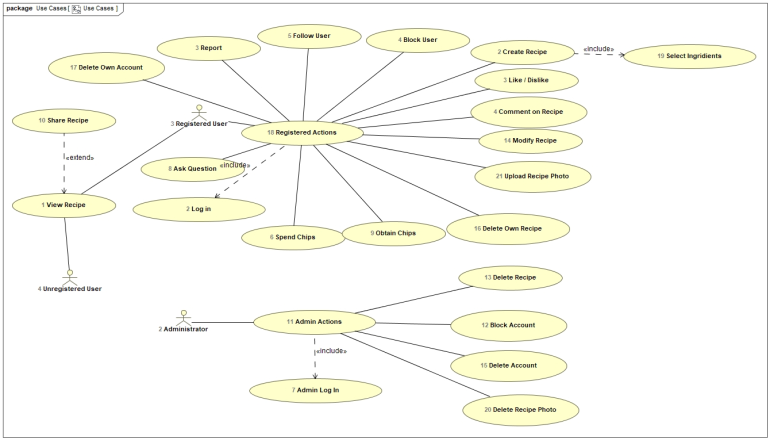 package Use Cases [ Use Cases ]
5 Follow User
4 Block User
3 Report
2 Create Recipe
«include»
19 Select Ingridients
17 Delete Own Account
3 Like / Dislike
10 Share Recipe
3 Registered User
18 Registered Actions
4 Comment on Recipe
14 Modify Recipe
«extend»
8 Ask Question
«include»
21 Upload Recipe Photo
1 View Recipe
2 Log in
6 Spend Chips
9 Obtain Chips
16 Delete Own Recipe
4 Unregistered User
13 Delete Recipe
2 Administrator
11 Admin Actions
12 Block Account
«include»
15 Delete Account
7 Admin Log In
20 Delete Recipe Photo